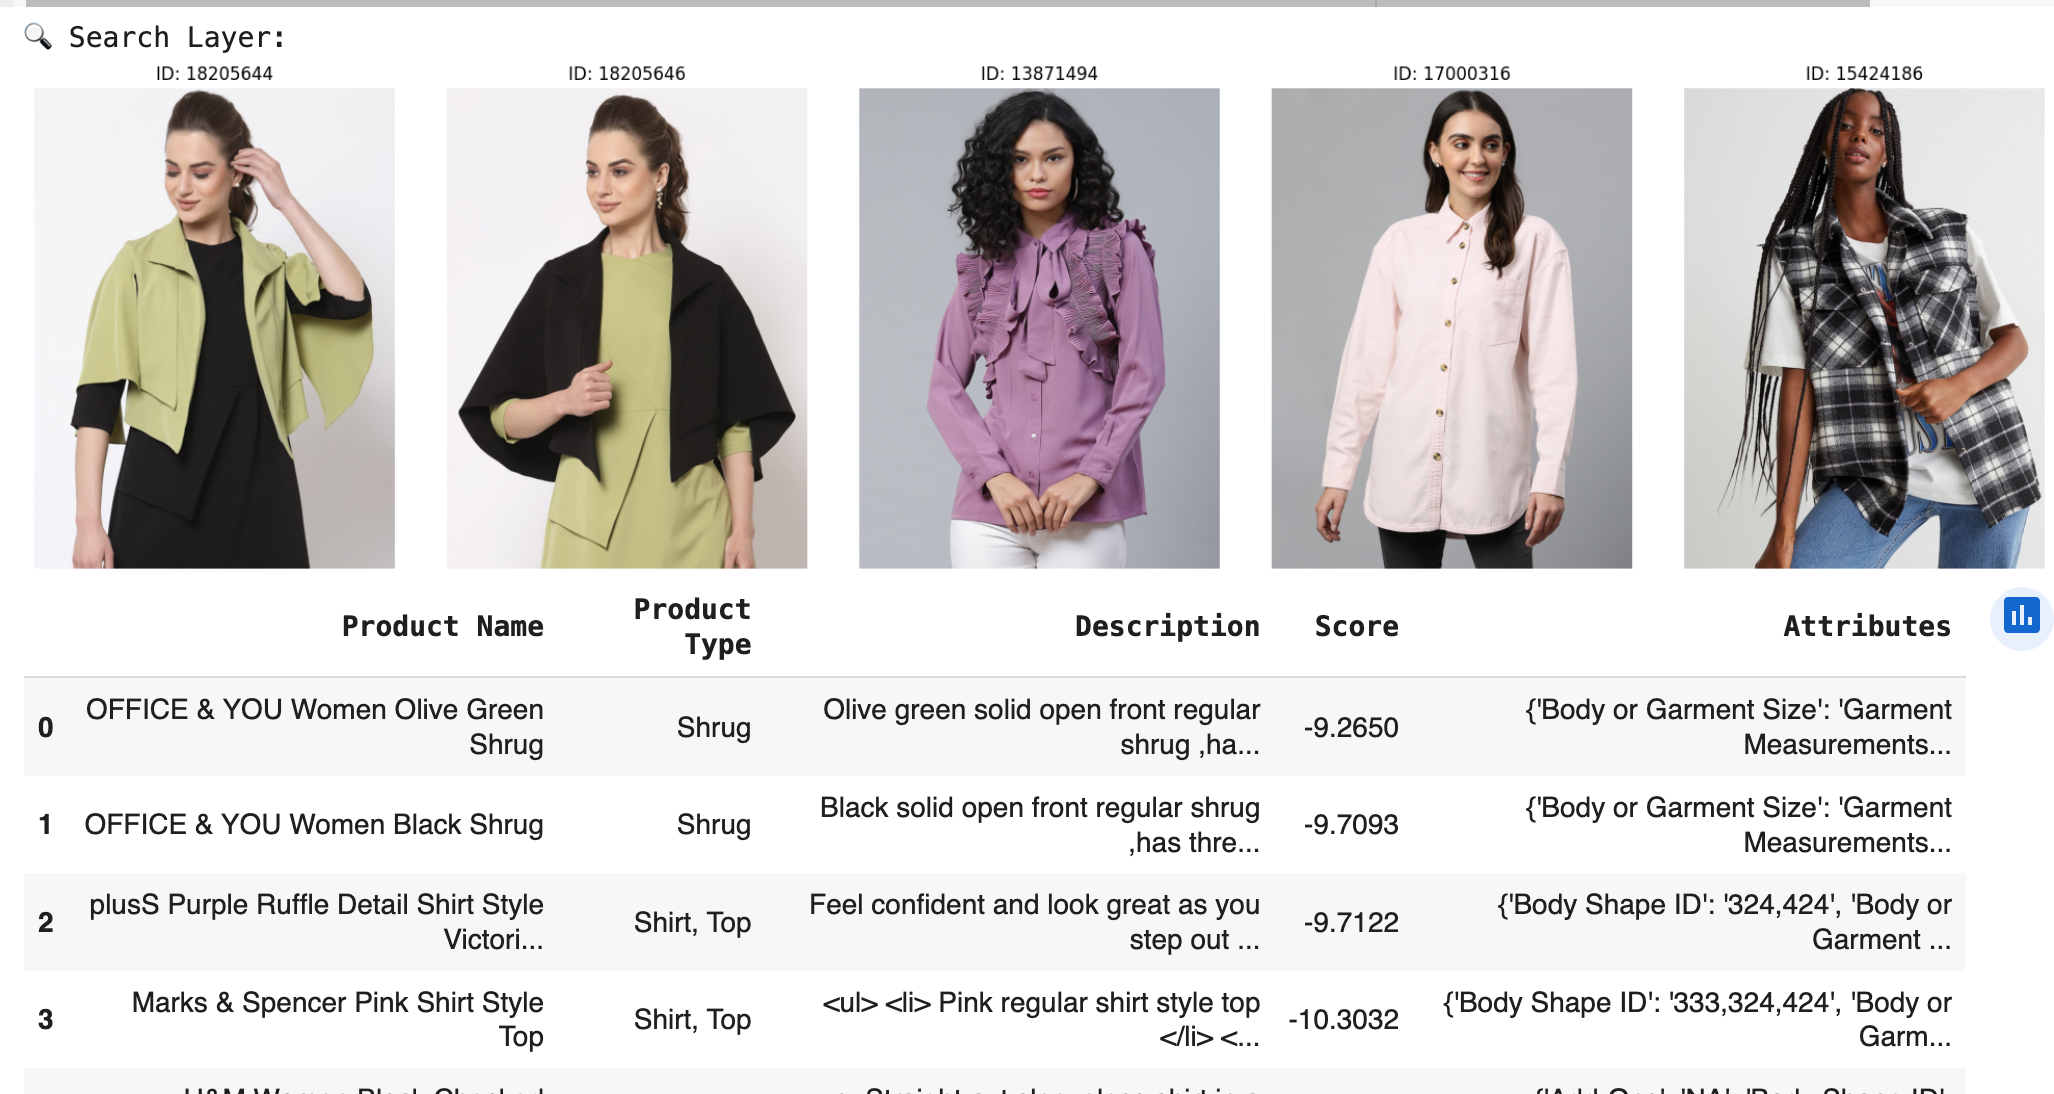 🔍 Search Layer:
ID: 18205644
ID: 18205646
ID: 13871494
ID: 17000316
ID: 15424186
Product Name
Product
Type
Description
Score
Attributes
0
OFFICE & YOU Women Olive Green
Shrug
Shrug
Olive green solid open front regular
shrug ,ha...
-9.2650
{'Body or Garment Size': 'Garment
Measurements...
1
OFFICE & YOU Women Black Shrug
Shrug
Black solid open front regular shrug
,has thre...
-9.7093
{'Body or Garment Size': 'Garment
Measurements...
2
plusS Purple Ruffle Detail Shirt Style
Victori...
Shirt, Top
Feel confident and look great as you
step out ...
-9.7122
{'Body Shape ID': '324,424', 'Body or
Garment ...
3
Marks & Spencer Pink Shirt Style
Top
Shirt, Top
<ul> <li> Pink regular shirt style top
</li> <...
-10.3032
{'Body Shape ID': '333,324,424', 'Body or
Garm...
H&M Women Black Checked